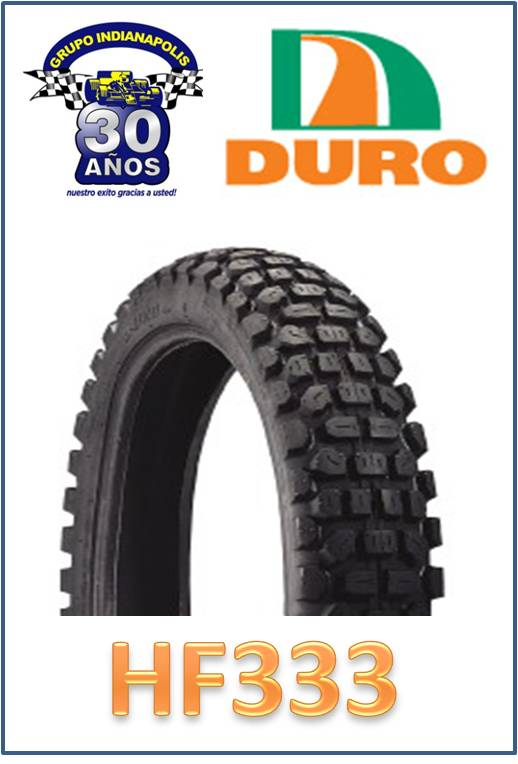 GRUPO INDIANAPOLIS
30
AÑOS
nuestro exito gracias a usted!
DURO
HF333